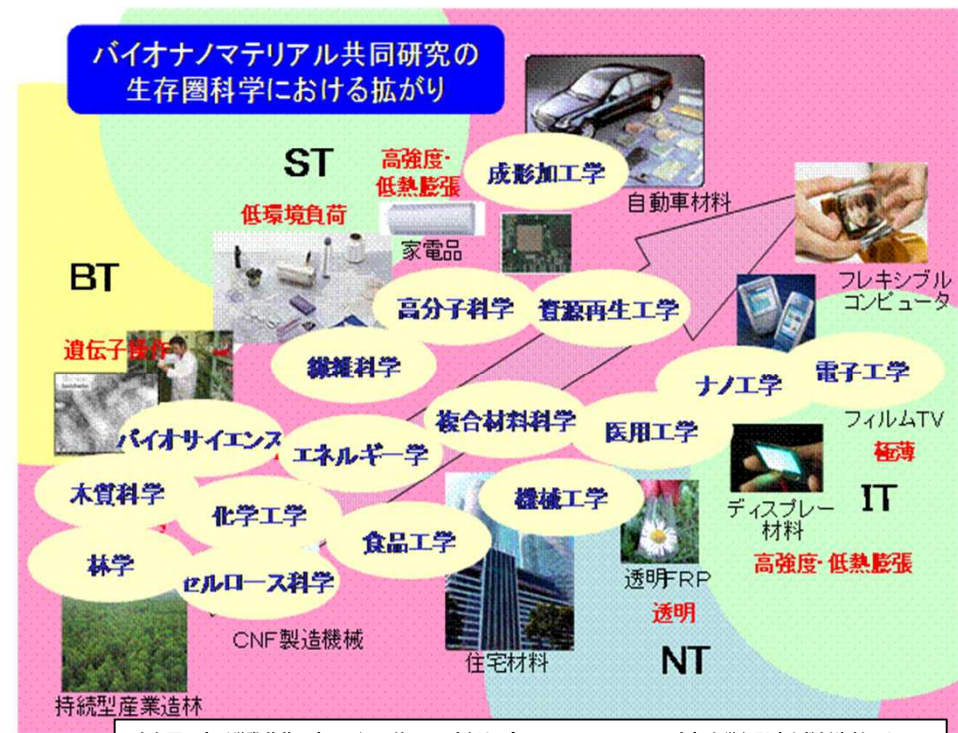 バイオナノマテリアル共同研究の
生存圏科学における拡がり
ST
高強度・
低熱膨張
成形加工学
自動車材料
低環境負荷
家電品
BT
フレキシブル
コンピュータ
高分子科学
資源再生工学
遺伝子操作
繊維科学
ナノ工学
電子工学
複合材料科学
医用工学
フィルムTV
極薄
バイオサイエンス
エネルギー学
木質科学
化学工学
機械工学
ディスプレー
材料
IT
食品工学
高強度・低熱膨張
林学
セルロース科学
透明FRP
透明
CNF製造機械
住宅材料
NT
持続型産業造林